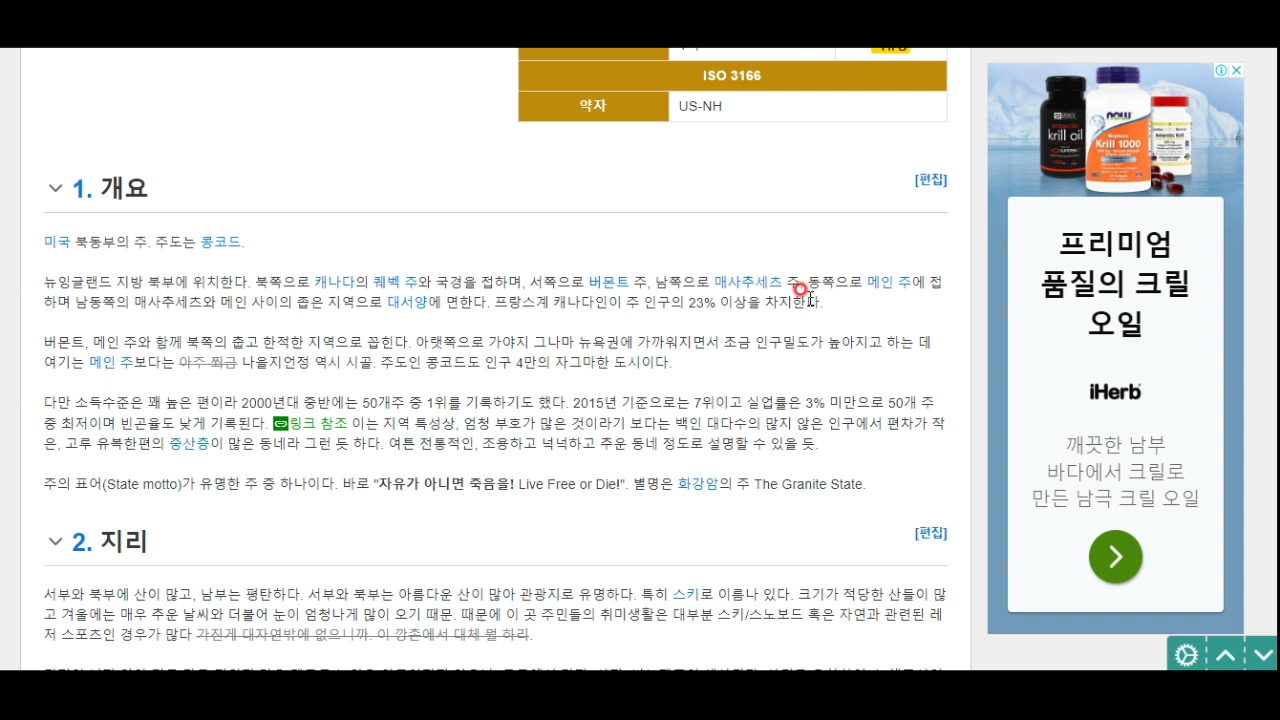 ISO 3166
약자 US-NH
1. 개요 [편집]
미국 북동부의 주. 주도는 콩코드.
뉴잉글랜드 지방 북부에 위치한다. 북쪽으로 캐나다의 퀘벡 주와 국경을 접하며, 서쪽으로 버몬트 주, 남쪽으로 매사추세츠 주, 동쪽으로 메인 주에 접
하며 남동쪽의 매사추세츠와 메인 사이의 좁은 지역으로 대서양에 면한다. 프랑스계 캐나다인이 주 인구의 23% 이상을 차지한다.
버몬트, 메인 주와 함께 북쪽의 춥고 한적한 지역으로 꼽힌다. 아랫쪽으로 가야지 그나마 뉴욕권에 가까워지면서 조금 인구밀도가 높아지고 하는 데
여기는 메인 주보다는 아주 쬐금 나을지언정 역시 시골. 주도인 콩코드도 인구 4만의 자그마한 도시이다.
다만 소득수준은 꽤 높은 편이라 2000년대 중반에는 50개주 중 1위를 기록하기도 했다. 2015년 기준으로는 7위이고 실업률은 3% 미만으로 50개 주
중 최저이며 빈곤율도 낮게 기록된다. 링크 참조 이는 지역 특성상, 엄청 부호가 많은 것이라기 보다는 백인 대다수의 많지 않은 인구에서 편차가 작
은, 고루 유복한편의 중산층이 많은 동네라 그런 듯 하다. 여튼 전통적인, 조용하고 넉넉하고 추운 동네 정도로 설명할 수 있을 듯.
주의 표어(State motto)가 유명한 주 중 하나이다. 바로 "자유가 아니면 죽음을! Live Free or Die!". 별명은 화강암의 주 The Granite State.
2. 지리 [편집]
서부와 북부에 산이 많고, 남부는 평탄하다. 서부와 북부는 아름다운 산이 많아 관광지로 유명하다. 특히 스키로 이름나 있다. 크기가 적당한 산들이 많
고 겨울에는 매우 추운 날씨와 더불어 눈이 엄청나게 많이 오기 때문. 때문에 이 곳 주민들의 취미생활은 대부분 스키/스노보드 혹은 자연과 관련된 레
저 스포츠인 경우가 많다 가진게 대자연밖에 없으니까. 이 깡촌에서 대체 뭘 하리.
krill oil
NOW
Krill 1000
프리미엄
품질의 크릴
오일
iHerb
깨끗한 남부
바다에서 크릴로
만든 남극 크릴 오일